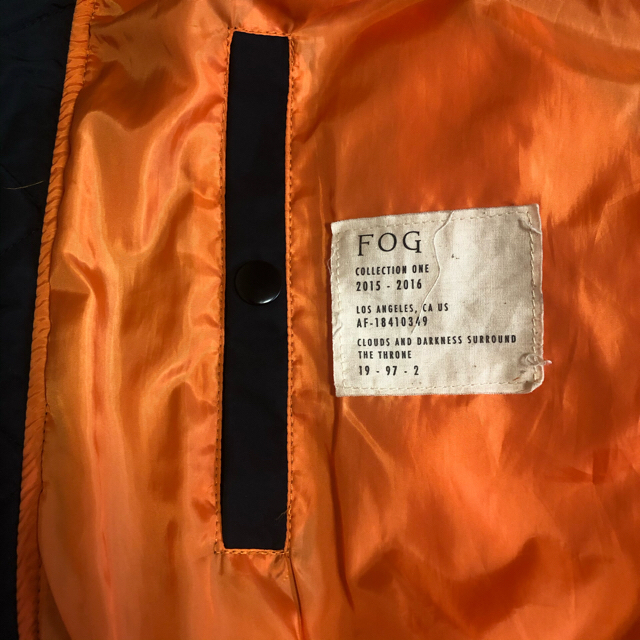 FOG
COLLECTION ONE
2015 - 2016
LOS ANGELES, CA US
AF-18410349
CLOUDS AND DARKNESS SURROUND
THE THRONE
19 - 97 - 2